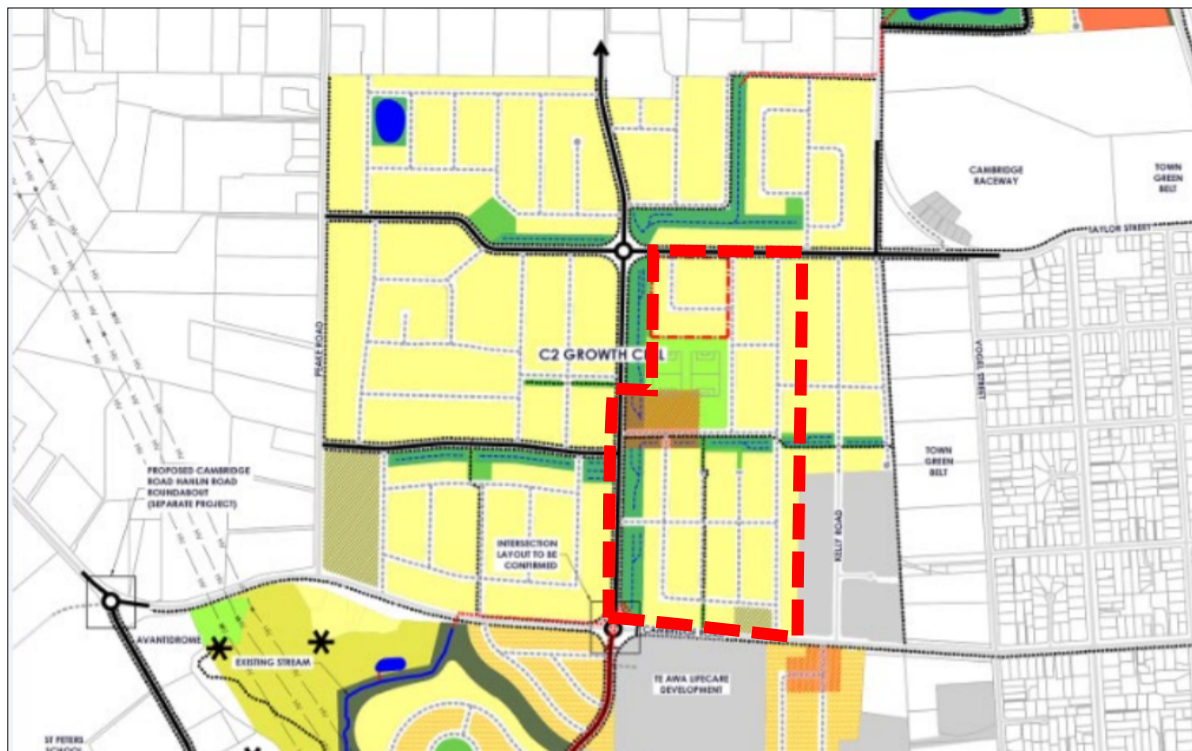 CAMBRIDGE
RACEWAY
TOWN
GREEN
BELT
TAYLOR STREET
PEAKE ROAD
C2 GROWTH CELL
VOGEL STREET
PROPOSED CAMBRIDGE
ROAD HANLIN ROAD
ROUNDABOUT
(SEPARATE PROJECT)
TOWN
GREEN
BELT
KELLY ROAD
INTERSECTION
LAYOUT TO BE
CONFIRMED
AVANTIDROME
EXISTING STREAM
TE AWA LIFECARE
DEVELOPMENT
ST PETERS
SCHOOL